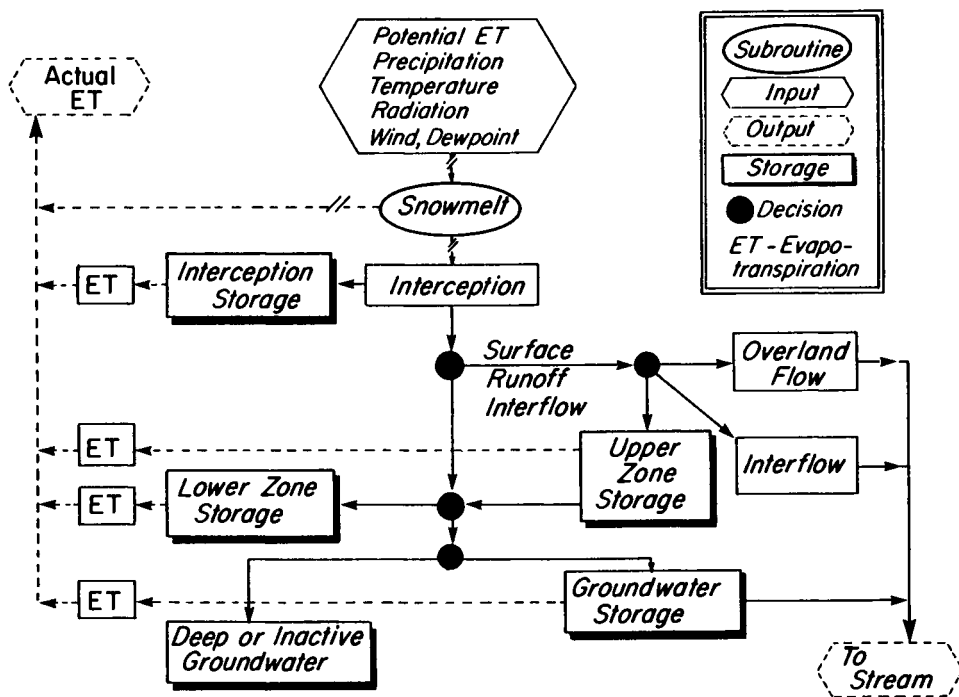 Potential ET
Precipitation
Temperature
Radiation
Wind, Dewpoint
Actual
ET
Snowmelt
ET
Interception
Storage
Interception
Surface
Runoff
Interflow
Overland
Flow
ET
Upper
Zone
Storage
Interflow
ET
Lower Zone
Storage
ET
Groundwater
Storage
Deep or Inactive
Groundwater
To
Stream
Subroutine
Input
Output
Storage
Decision
ET - Evapo-
transpiration